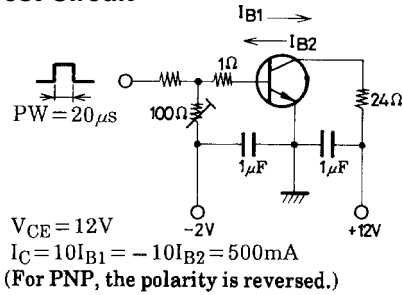 IB1
IB2
1Ω
PW=20μs
100Ω
24Ω
1μF
1μF
-2V
+12V
VCE=12V
IC=10IB1=-10IB2=500mA
(For PNP, the polarity is reversed.)